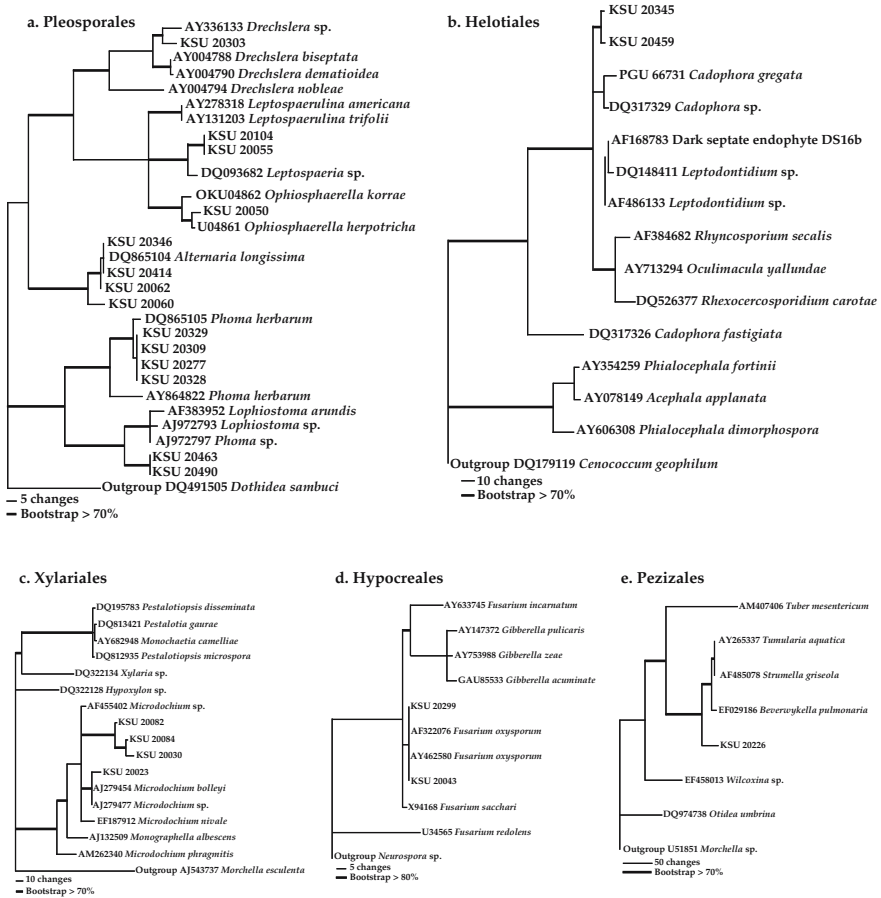 a. Pleosporales
AY336133 Drechslera sp.
KSU 20303
AY004788 Drechslera biseptata
AY004790 Drechslera dematioidea
AY004794 Drechslera nobleae
AY278318 Leptospaerulina americana
AY131203 Leptospaerulina trifolii
KSU 20104
KSU 20055
DQ093682 Leptospaeria sp.
OKU04862 Ophiosphaerella korrae
KSU 20050
U04861 Ophiosphaerella herpotricha
KSU 20346
DQ865104 Alternaria longissima
KSU 20414
KSU 20062
KSU 20060
DQ865105 Phoma herbarum
KSU 20329
KSU 20309
KSU 20277
KSU 20328
AY864822 Phoma herbarum
AF383952 Lophiostoma arundis
AJ972793 Lophiostoma sp.
AJ972797 Phoma sp.
KSU 20463
KSU 20490
Outgroup DQ491505 Dothidea sambuci
5 changes
Bootstrap > 70%
b. Helotiales
KSU 20345
KSU 20459
PGU 66731 Cadophora gregata
DQ317329 Cadophora sp.
AF168783 Dark septate endophyte DS16b
DQ148411 Leptodontidium sp.
AF486133 Leptodontidium sp.
AF384682 Rhyncosporium secalis
AY713294 Oculimacula yallundae
DQ526377 Rhexocercosporidium carotae
DQ317326 Cadophora fastigiata
AY354259 Phialocephala fortinii
AY078149 Acephala applanata
AY606308 Phialocephala dimorphospora
Outgroup DQ179119 Cenococcum geophilum
10 changes
Bootstrap > 70%
c. Xylariales
DQ195783 Pestalotiopsis disseminata
DQ813421 Pestalotia gaurae
AY682948 Monochaetia camelliae
DQ812935 Pestalotiopsis microspora
DQ322134 Xylaria sp.
DQ322128 Hypoxylon sp.
AF455402 Microdochium sp.
KSU 20082
KSU 20084
KSU 20030
KSU 20023
AJ279454 Microdochium bolleyi
AJ279477 Microdochium sp.
EF187912 Microdochium nivale
AJ132509 Monographella albescens
AM262340 Microdochium phragmitis
Outgroup AJ543737 Morchella esculenta
10 changes
Bootstrap > 70%
d. Hypocreales
AY633745 Fusarium incarnatum
AY147372 Gibberella pulicaris
AY753988 Gibberella zeae
GAU85533 Gibberella acuminate
KSU 20299
AF322076 Fusarium oxysporum
AY462580 Fusarium oxysporum
KSU 20043
X94168 Fusarium sacchari
U34565 Fusarium redolens
Outgroup Neurospora sp.
5 changes
Bootstrap > 80%
e. Pezizales
AM407406 Tuber mesentericum
AY265337 Tumularia aquatica
AF485078 Strumella griseola
EF029186 Beverwykella pulmonaria
KSU 20226
EF458013 Wilcoxina sp.
DQ974738 Otidea umbrina
Outgroup U51851 Morchella sp.
50 changes
Bootstrap > 70%